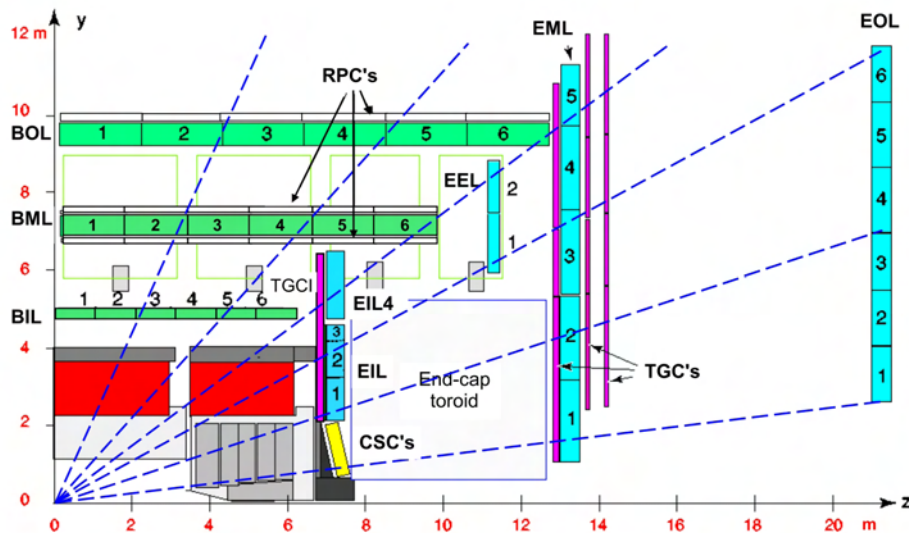 12 m y
EML EOL
RPC's
5 6
10
BOL 1 2 3 4 5 6
5
4
EEL
8 2
4
BML 1 2 3 4 5 6
1
6 TGCI
3 3
1 2 3 4 5 6 EIL4
BIL
4 3 2 2
2 EIL End-cap
toroid TGC's
1 1
2 CSC's 1
0
z
0 2 4 6 8 10 12 14 16 18 20 m